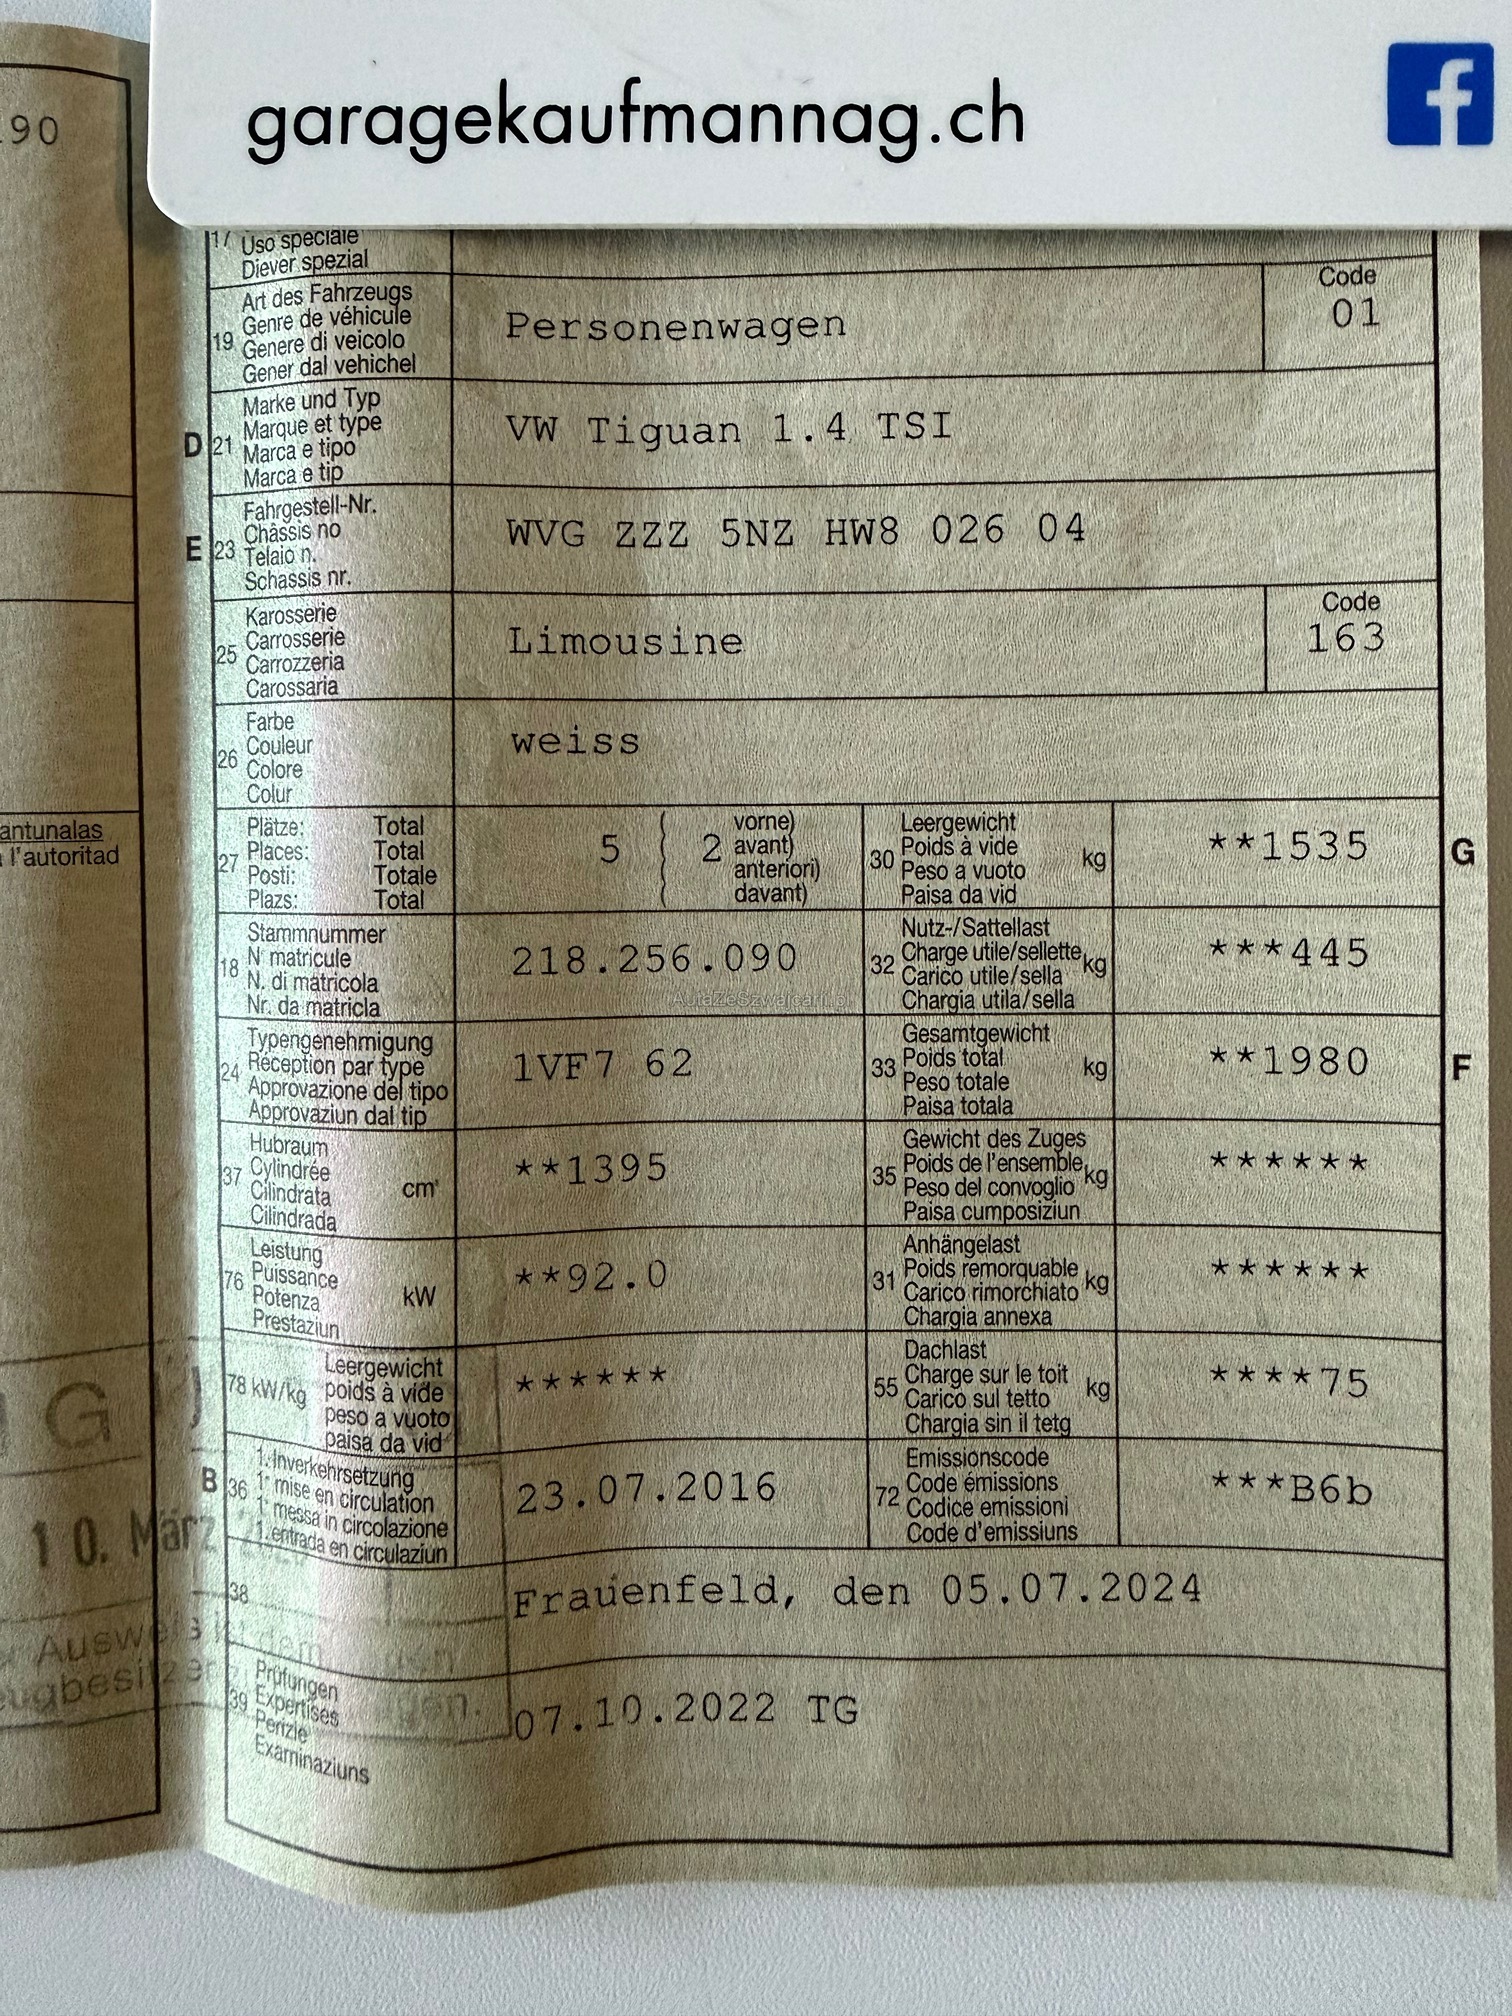 garagekaufmannag.ch
f
90
17 Uso speciale
Diever spezial
19 Art des Fahrzeugs
Genre de véhicule
Genere di veicolo
Gener dal vehichel
Personenwagen
Code
01
D 21 Marke und Typ
Marque et type
Marca e tipo
Marca e tip
VW Tiguan 1.4 TSI
E 23 Fahrgestell-Nr.
Châssis no
Telaio n.
Schassis nr.
WVG ZZZ 5NZ HW8 026 04
25 Karosserie
Carrosserie
Carrozzeria
Carossaria
Limousine
Code
163
26 Farbe
Couleur
Colore
Colur
weiss
antunalas
l'autoritad
27 Plätze: Total
Places: Total
Posti: Totale
Plazs: Total
5 2 vorne)
avant)
anteriori)
davant)
30 Leergewicht
Poids à vide
Peso a vuoto
Paisa da vid
kg
**1535
G
18 Stammnummer
N matricule
N. di matricola
Nr. da matricla
218.256.090
32 Nutz-/Sattellast
Charge utile/sellette
Carico utile/sella
Chargia utila/sella
kg
***445
AutaZeSzwajcarii.pl
24 Typengenehmigung
Réception par type
Approvazione del tipo
Approvaziun dal tip
1VF7 62
33 Gesamtgewicht
Poids total
Peso totale
Paisa totala
kg
**1980
F
37 Hubraum
Cylindrée
Cilindrata
Cilindrada
cm³
**1395
35 Gewicht des Zuges
Poids de l'ensemble
Peso del convoglio
Paisa cumposiziun
kg
******
76 Leistung
Puissance
Potenza
Prestaziun
kW
**92.0
31 Anhängelast
Poids remorquable
Carico rimorchiato
Chargia annexa
kg
******
78 kW/kg
Leergewicht
poids à vide
peso a vuoto
paisa da vid
******
55 Dachlast
Charge sur le toit
Carico sul tetto
Chargia sin il tetg
kg
****75
B 36 1. Inverkehrsetzung
1ʳ mise en circulation
1ʳ messa in circolazione
1. entrada en circulaziun
23.07.2016
72 Emissionscode
Code émissions
Codice emissioni
Code d'emissiuns
***B6b
10. März
38
Frauenfeld, den 05.07.2024
Ausweis ist dem
39 Prüfungen
Expertises
Perizie
Examinaziuns
07.10.2022 TG